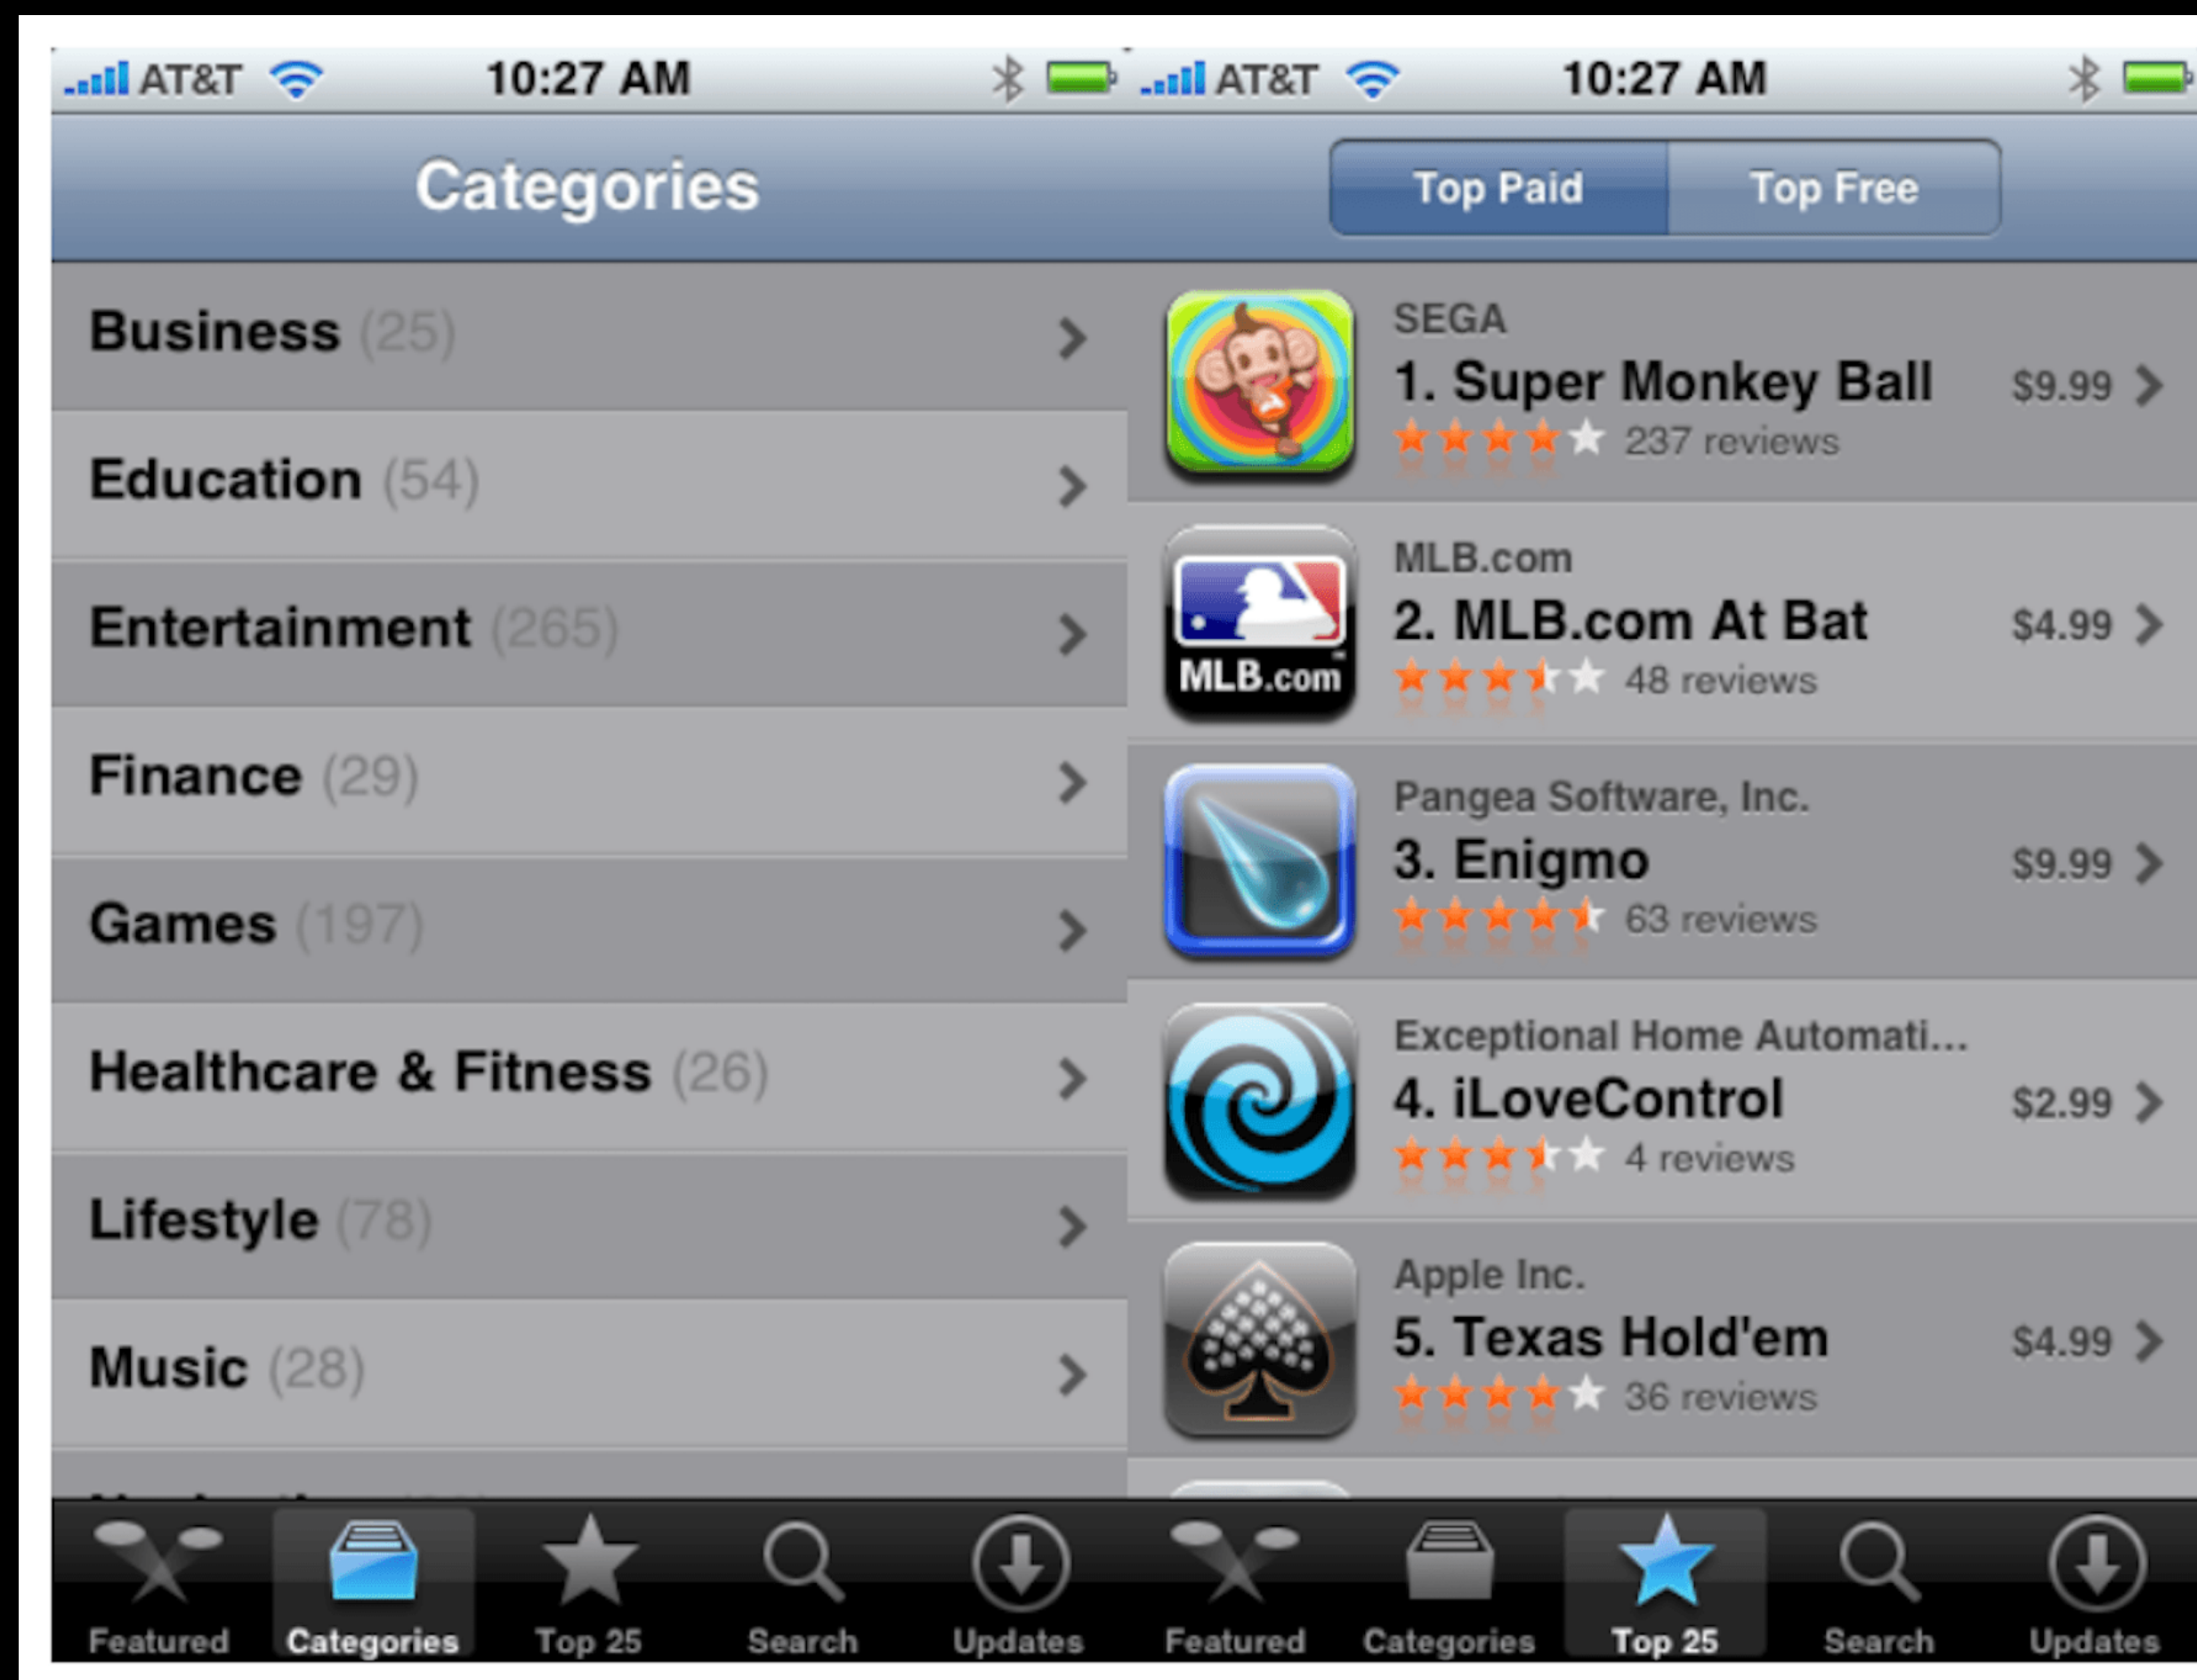 AT&T 10:27 AM
Categories
Business (25)
Education (54)
Entertainment (265)
Finance (29)
Games (197)
Healthcare & Fitness (26)
Lifestyle (78)
Music (28)
Featured Categories Top 25 Search Updates
AT&T 10:27 AM
Top Paid Top Free
SEGA
1. Super Monkey Ball $9.99
237 reviews
MLB.com
MLB.com
2. MLB.com At Bat $4.99
48 reviews
Pangea Software, Inc.
3. Enigmo $9.99
63 reviews
Exceptional Home Automati...
4. iLoveControl $2.99
4 reviews
Apple Inc.
5. Texas Hold'em $4.99
36 reviews
Featured Categories Top 25 Search Updates